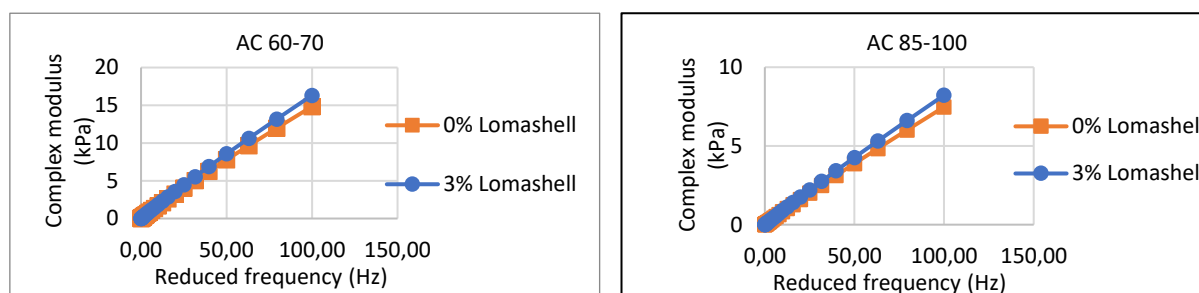 AC 60-70
Complex modulus
(kPa)
20
15
10
5
0
0,00
50,00
100,00
150,00
Reduced frequency (Hz)
0% Lomashell
3% Lomashell
AC 85-100
Complex modulus
(kPa)
10
5
0
0,00
50,00
100,00
150,00
Reduced frequency (Hz)
0% Lomashell
3% Lomashell